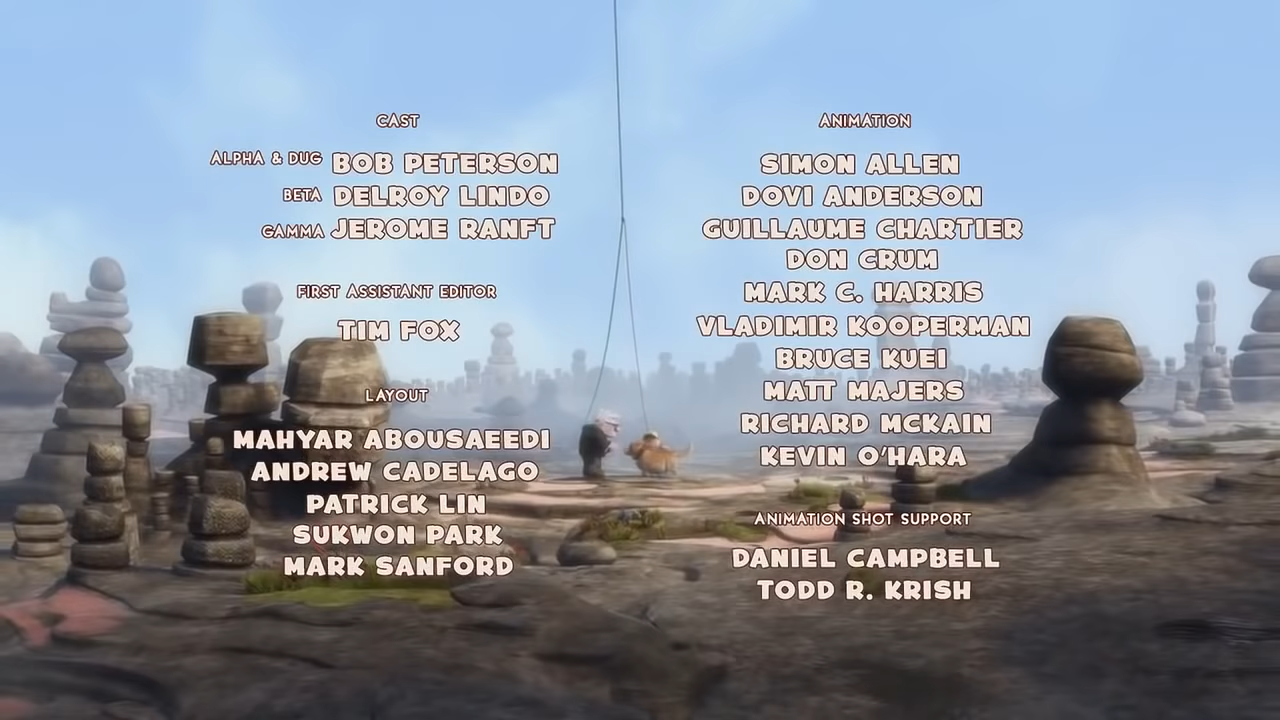 CAST
ALPHA & DUG BOB PETERSON
BETA DELROY LINDO
GAMMA JEROME RANFT
FIRST ASSISTANT EDITOR
TIM FOX
LAYOUT
MAHYAR ABOUSAEEDI
ANDREW CADELAGO
PATRICK LIN
SUKWON PARK
MARK SANFORD
ANIMATION
SIMON ALLEN
DOVI ANDERSON
GUILLAUME CHARTIER
DON CRUM
MARK C. HARRIS
VLADIMIR KOOPERMAN
BRUCE KUEI
MATT MAJERS
RICHARD MCKAIN
KEVIN O'HARA
ANIMATION SHOT SUPPORT
DANIEL CAMPBELL
TODD R. KRISH